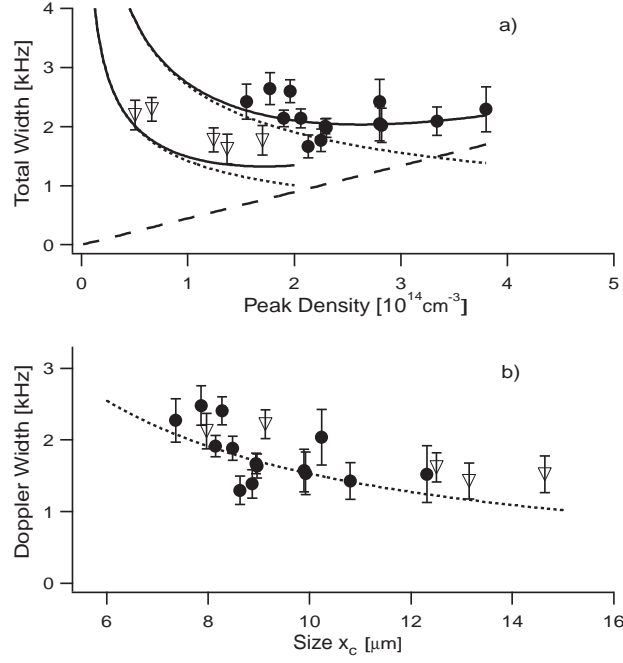 a)
Total Width [kHz]
4
3
2
1
0
0 1 2 3 4 5
Peak Density [10¹⁴cm⁻³]
b)
Doppler Width [kHz]
3
2
1
0
6 8 10 12 14 16
Size x_c [µm]